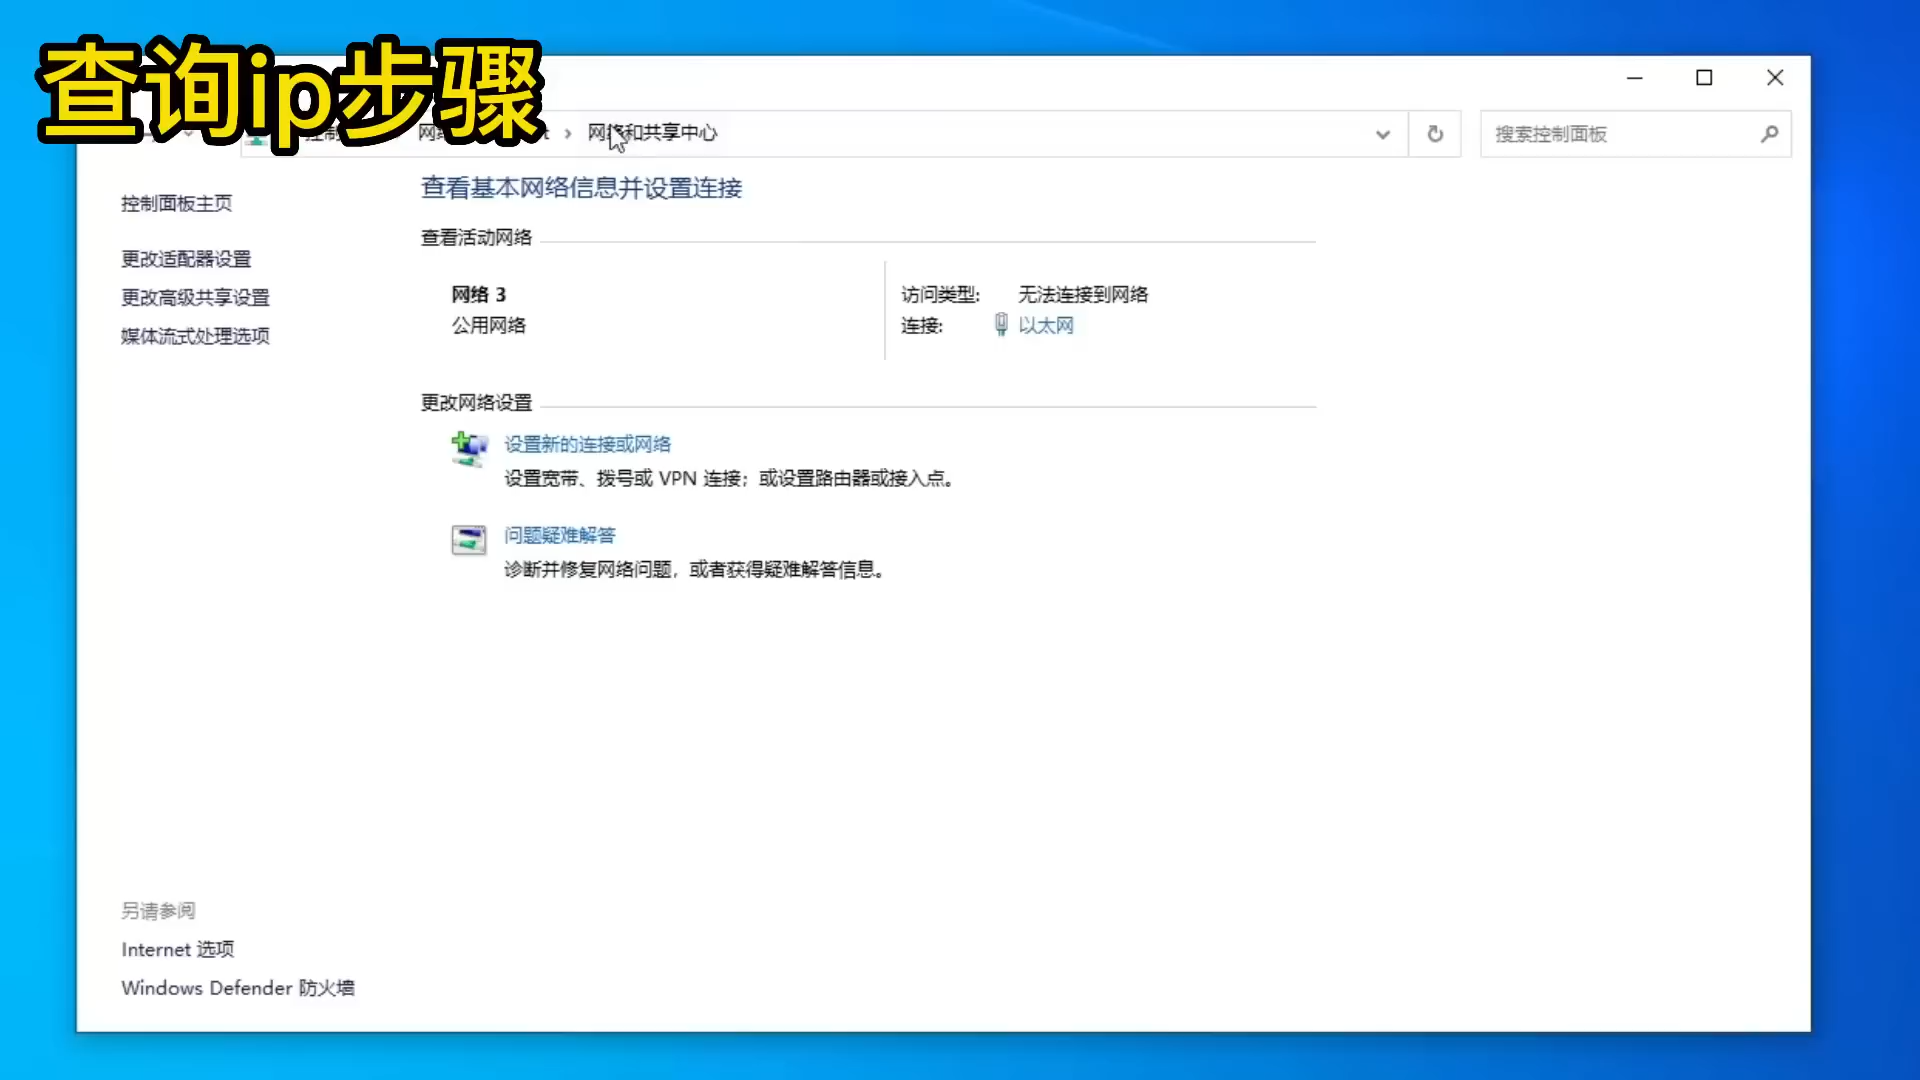 查询ip步骤
网络和共享中心
搜索控制面板
控制面板主页
更改适配器设置
更改高级共享设置
媒体流式处理选项
查看基本网络信息并设置连接
查看活动网络
网络 3
公用网络
访问类型: 无法连接到网络
连接: 以太网
更改网络设置
设置新的连接或网络
设置宽带、拨号或 VPN 连接；或设置路由器或接入点。
问题疑难解答
诊断并修复网络问题，或者获得疑难解答信息。
另请参阅
Internet 选项
Windows Defender 防火墙